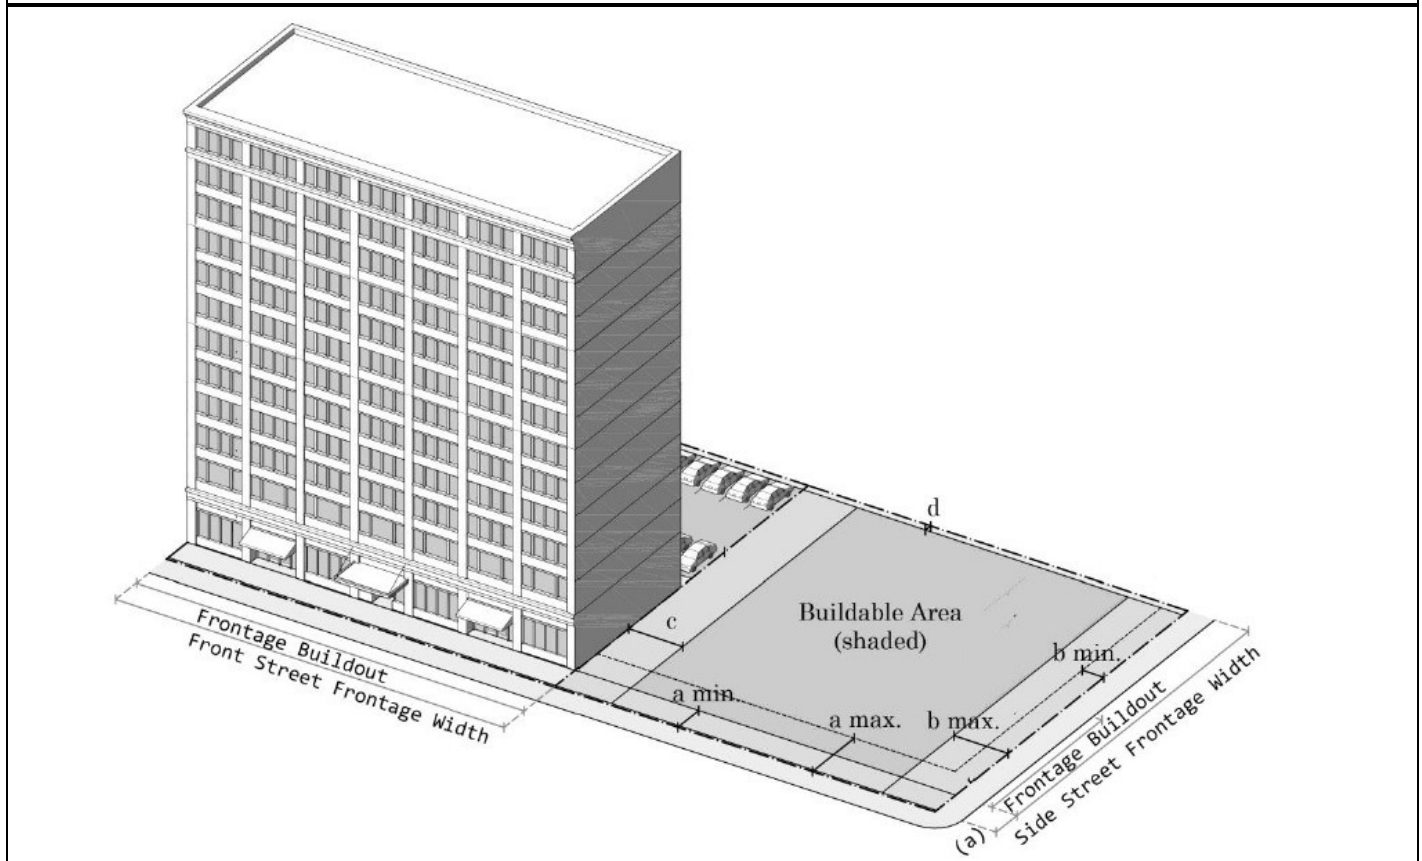 d
Buildable Area
(shaded)
c
b min.
a min.
a max.
b max.
Frontage Buildout
Front Street Frontage Width
Frontage Buildout
Side Street Frontage Width
(a)